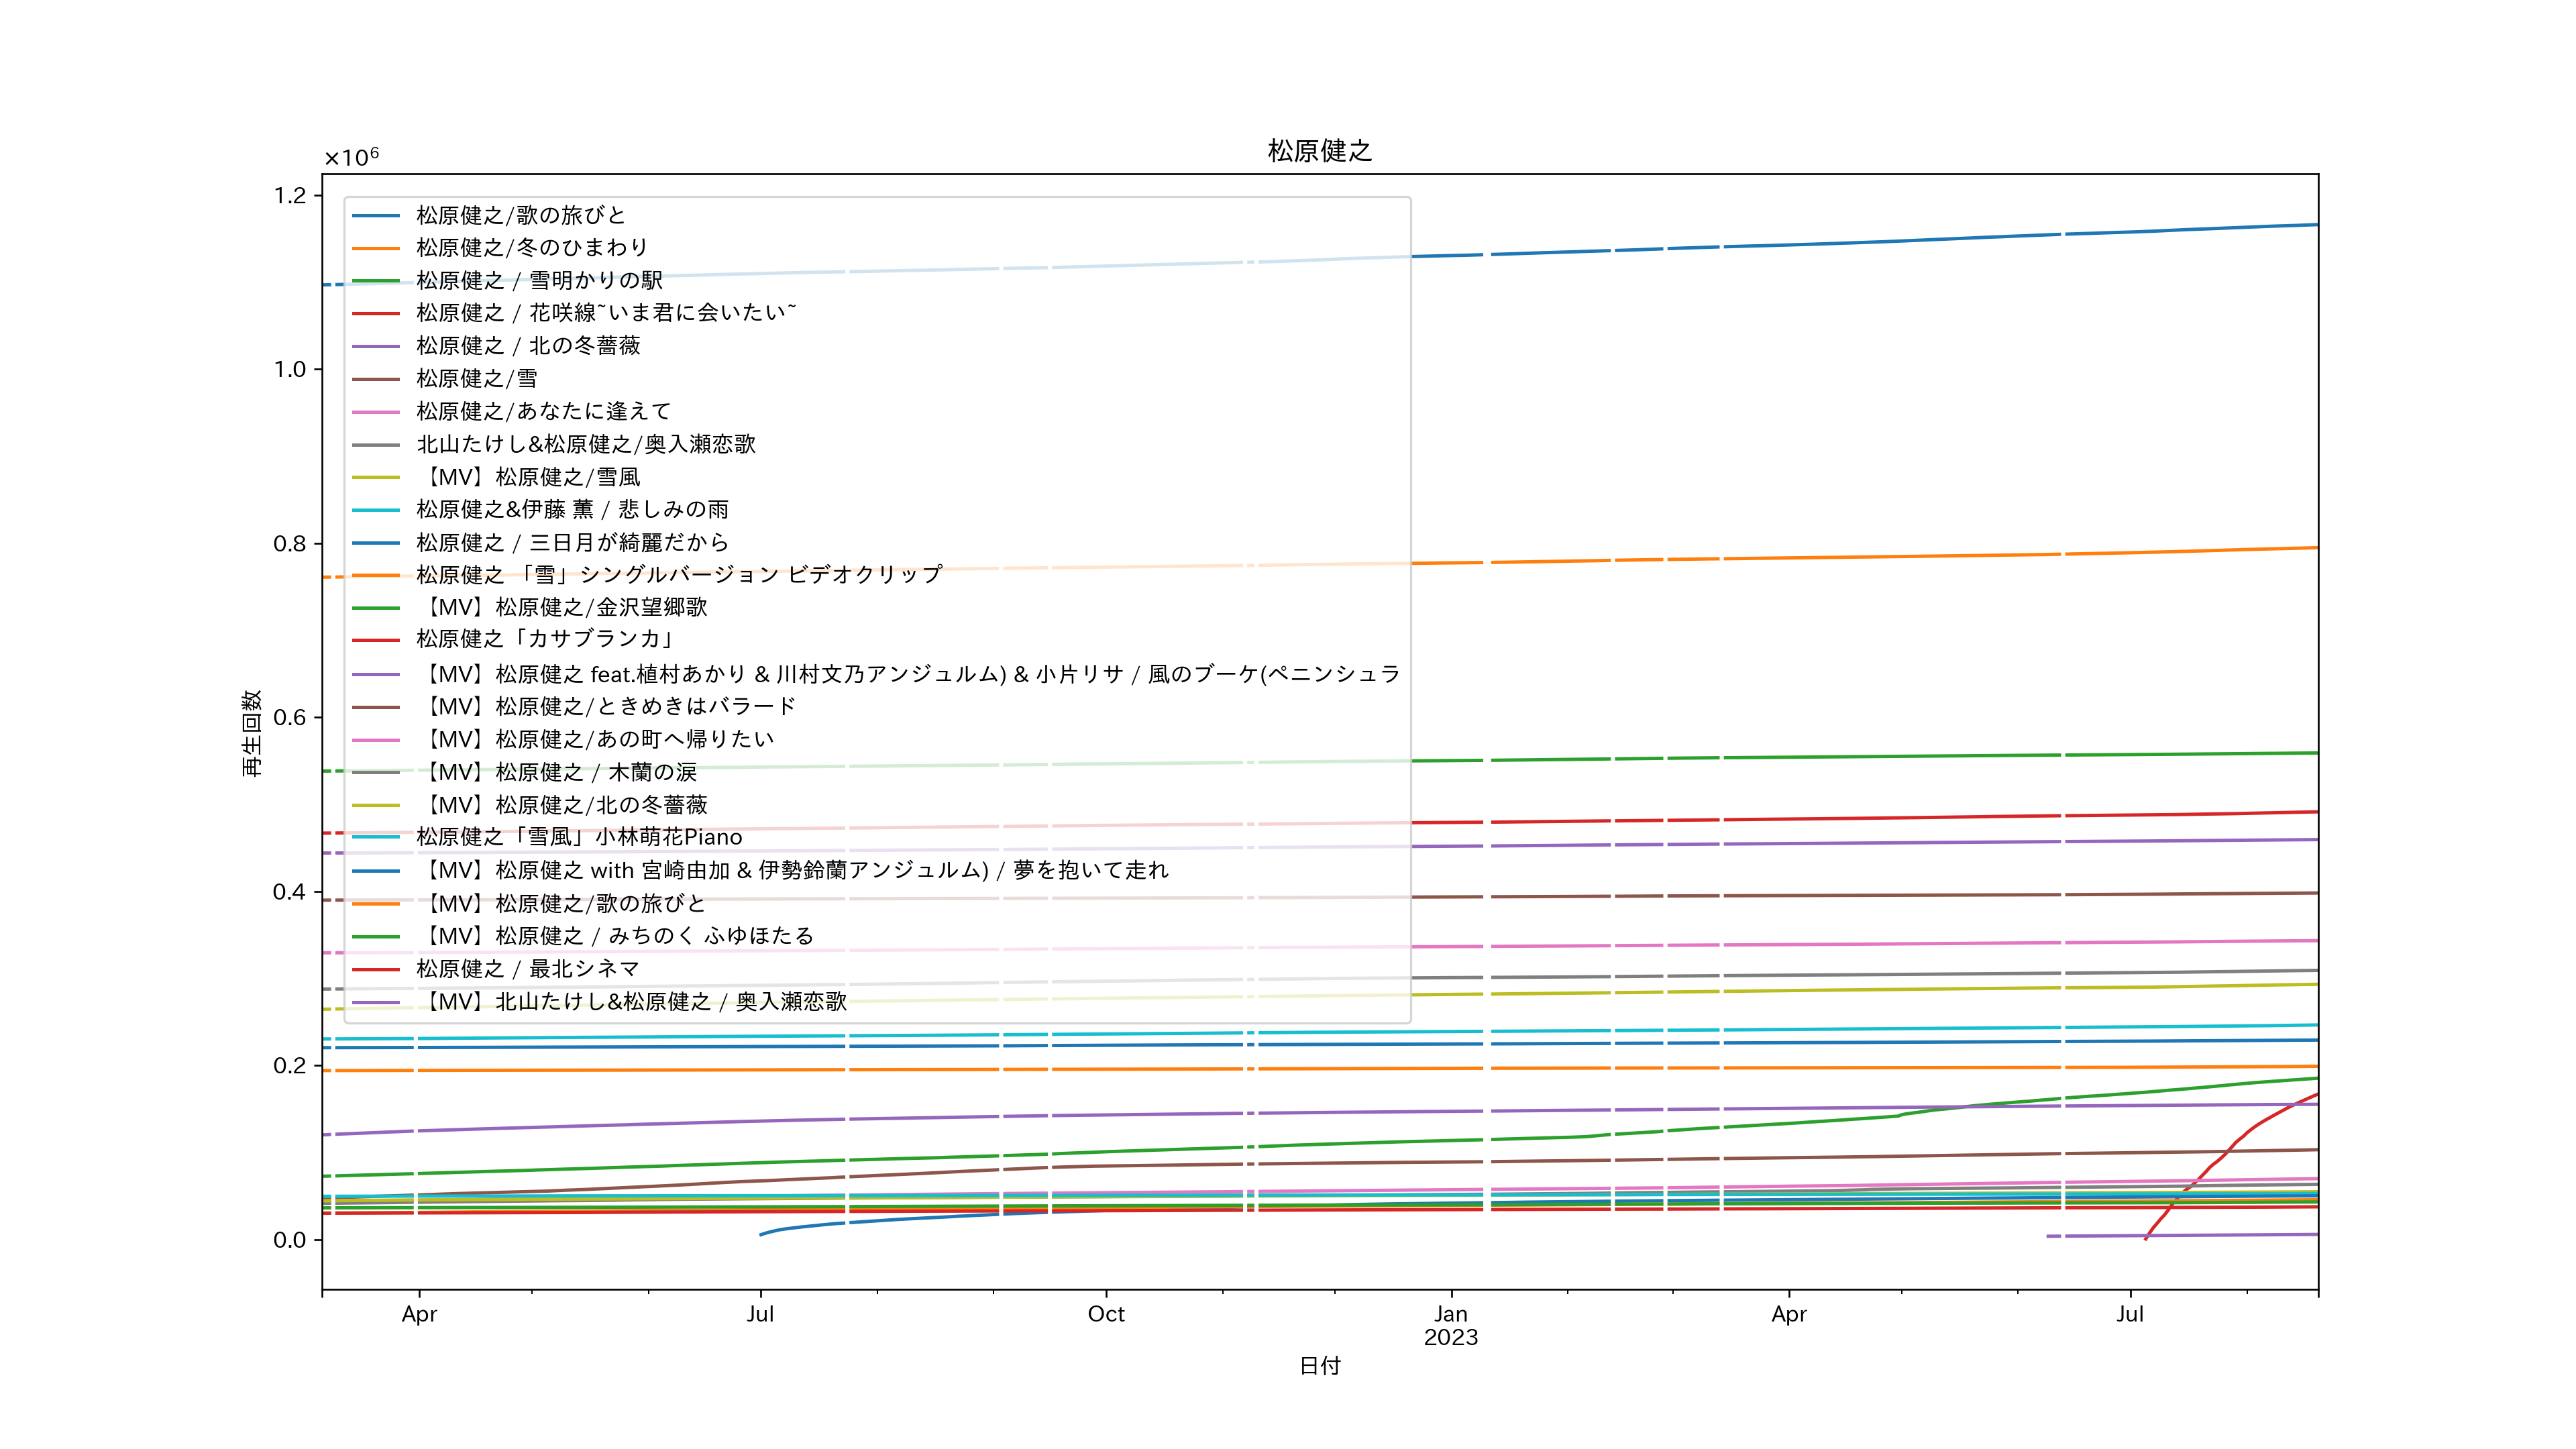 松原健之
×10⁶
1.2
1.0
0.8
0.6
0.4
0.2
0.0
再生回数
松原健之/歌の旅びと
松原健之/冬のひまわり
松原健之 / 雪明かりの駅
松原健之 / 花咲線~いま君に会いたい~
松原健之 / 北の冬薔薇
松原健之/雪
松原健之/あなたに逢えて
北山たけし&松原健之/奥入瀬恋歌
【MV】松原健之/雪風
松原健之&伊藤 薫 / 悲しみの雨
松原健之 / 三日月が綺麗だから
松原健之 「雪」シングルバージョン ビデオクリップ
【MV】松原健之/金沢望郷歌
松原健之「カサブランカ」
【MV】松原健之 feat.植村あかり & 川村文乃アンジュルム) & 小片リサ / 風のブーケ(ペニンシュラ
【MV】松原健之/ときめきはバラード
【MV】松原健之/あの町へ帰りたい
【MV】松原健之 / 木蘭の涙
【MV】松原健之/北の冬薔薇
松原健之「雪風」小林萌花Piano
【MV】松原健之 with 宮崎由加 & 伊勢鈴蘭アンジュルム) / 夢を抱いて走れ
【MV】松原健之/歌の旅びと
【MV】松原健之 / みちのく ふゆほたる
松原健之 / 最北シネマ
【MV】北山たけし&松原健之 / 奥入瀬恋歌
Apr
Jul
Oct
Jan
2023
Apr
Jul
日付